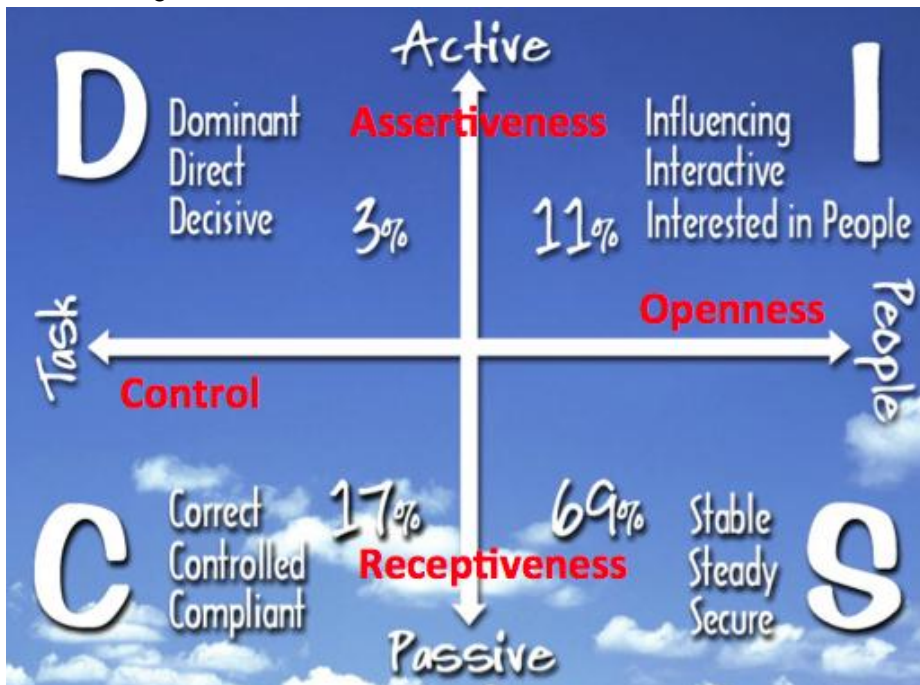 Active
D
Dominant
Direct
Decisive
Assertiveness
3%
11%
I
Influencing
Interactive
Interested in People
Task
Openness
People
Control
C
Correct
Controlled
Compliant
17%
Receptiveness
69%
Stable
Steady
Secure
S
Passive